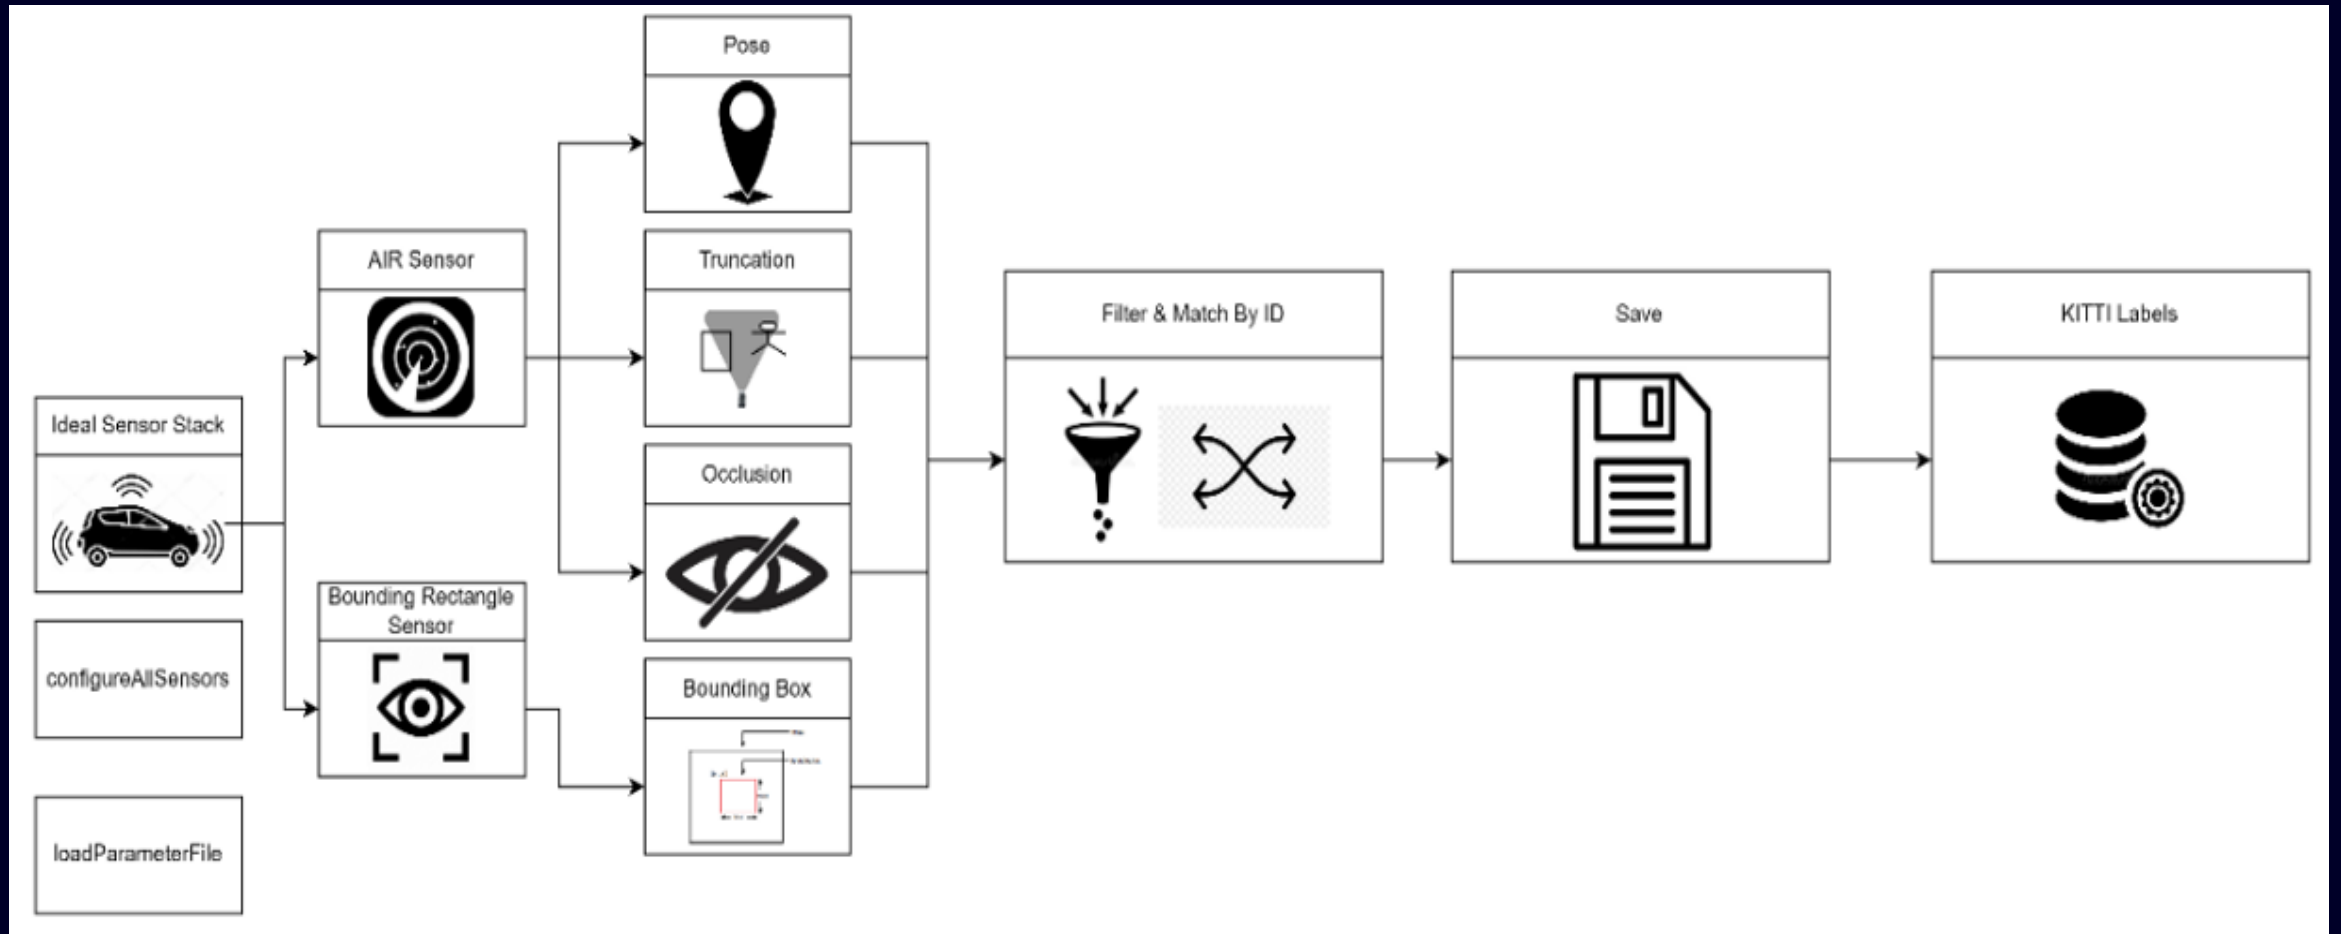 Pose
AIR Sensor
Truncation
Filter & Match By ID
Save
KITTI Labels
Ideal Sensor Stack
Occlusion
Bounding Rectangle
Sensor
configureAllSensors
Bounding Box
loadParameterFile